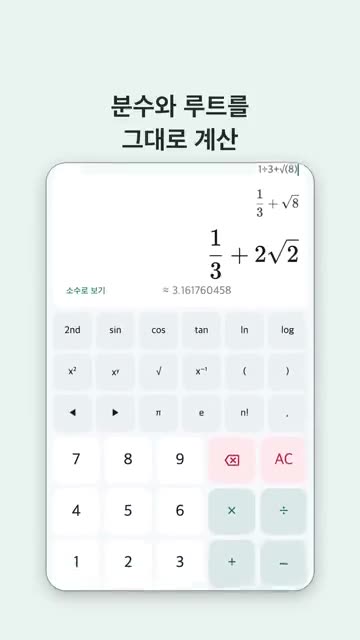 분수와 루트를
그대로 계산
1÷3+√(8)
1/3 + √8
1/3 + 2√2
소수로 보기 ≈ 3.161760458
2nd sin cos tan ln log
x² xʸ √ x⁻¹ ( )
◀ ▶ π e n! ,
7 8 9 ⌫ AC
4 5 6 × ÷
1 2 3 + −